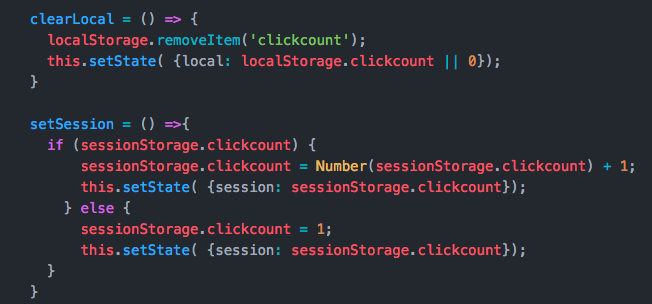 clearLocal = () => {
localStorage.removeItem('clickcount');
this.setState( {local: localStorage.clickcount || 0});
}
setSession = () =>{
if (sessionStorage.clickcount) {
sessionStorage.clickcount = Number(sessionStorage.clickcount) + 1;
this.setState( {session: sessionStorage.clickcount});
} else {
sessionStorage.clickcount = 1;
this.setState( {session: sessionStorage.clickcount});
}
}